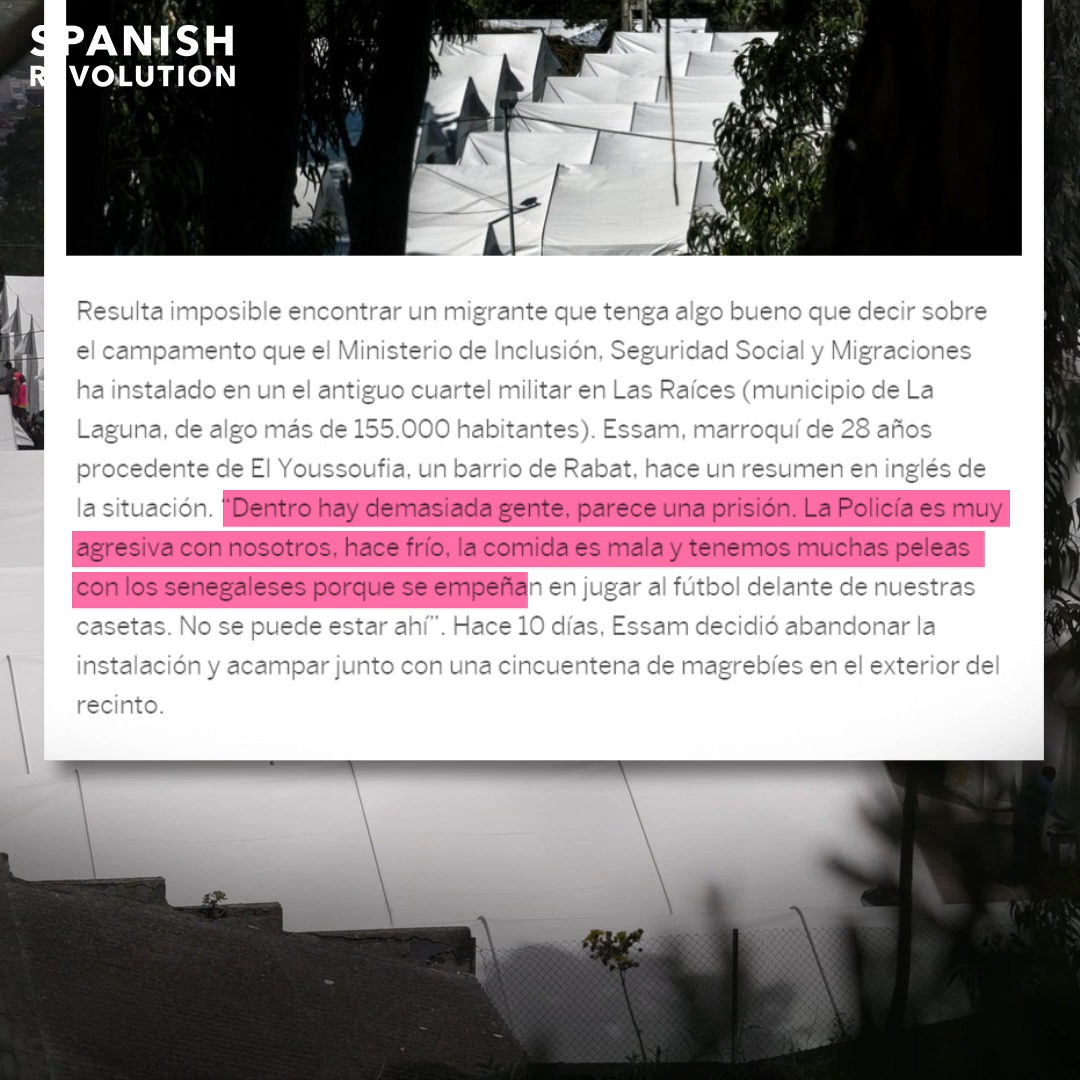 SPANISH
REVOLUTION
Resulta imposible encontrar un migrante que tenga algo bueno que decir sobre
el campamento que el Ministerio de Inclusión, Seguridad Social y Migraciones
ha instalado en un el antiguo cuartel militar en Las Raíces (municipio de La
Laguna, de algo más de 155.000 habitantes). Essam, marroquí de 28 años
procedente de El Youssoufia, un barrio de Rabat, hace un resumen en inglés de
la situación. “Dentro hay demasiada gente, parece una prisión. La Policía es muy
agresiva con nosotros, hace frío, la comida es mala y tenemos muchas peleas
con los senegaleses porque se empeñan en jugar al fútbol delante de nuestras
casetas. No se puede estar ahí”. Hace 10 días, Essam decidió abandonar la
instalación y acampar junto con una cincuentena de magrebíes en el exterior del
recinto.